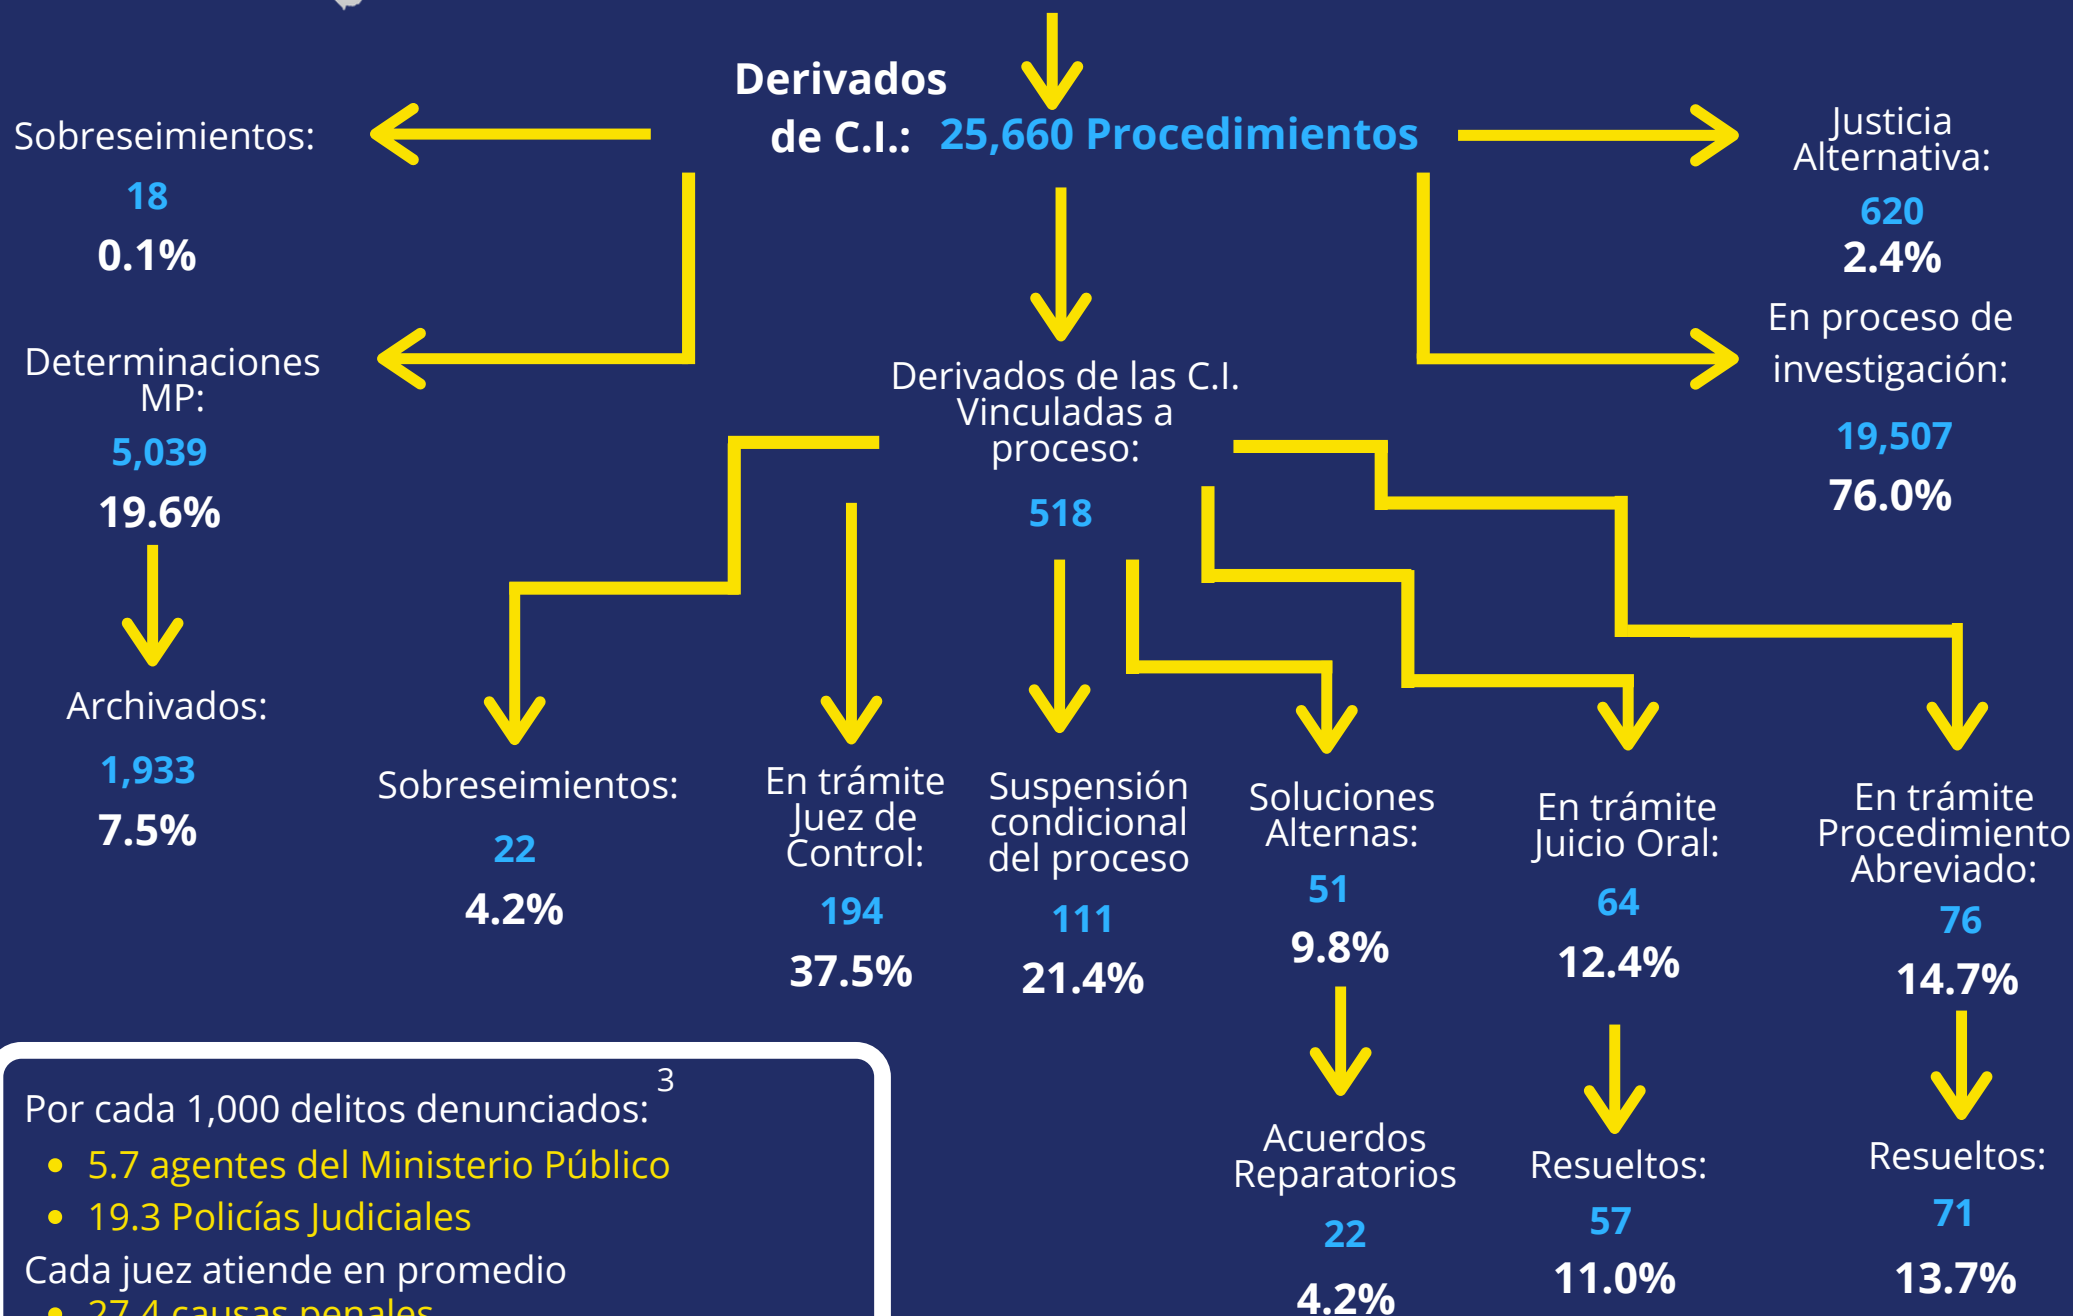 Derivados
de C.I.: 25,660 Procedimientos
Sobreseimientos:
18
0.1%
Justicia
Alternativa:
620
2.4%
Determinaciones
MP:
5,039
19.6%
Archivados:
1,933
7.5%
En proceso de
investigación:
19,507
76.0%
Derivados de las C.I.
Vinculadas a
proceso:
518
Sobreseimientos:
22
4.2%
En trámite
Juez de
Control:
194
37.5%
Suspensión
condicional
del proceso
111
21.4%
Soluciones
Alternas:
51
9.8%
Acuerdos
Reparatorios
22
4.2%
En trámite
Juicio Oral:
64
12.4%
Resueltos:
57
11.0%
En trámite
Procedimiento
Abreviado:
76
14.7%
Resueltos:
71
13.7%
Por cada 1,000 delitos denunciados: 3
• 5.7 agentes del Ministerio Público
• 19.3 Policías Judiciales
Cada juez atiende en promedio
• 27.4 causas penales